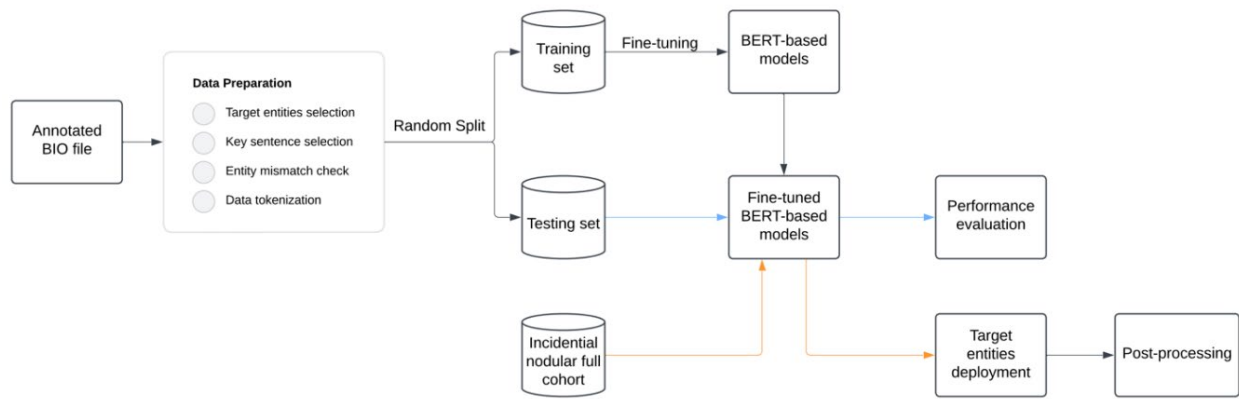 Annotated
BIO file
Data Preparation
Target entities selection
Key sentence selection
Entity mismatch check
Data tokenization
Random Split
Training
set
Fine-tuning
BERT-based
models
Testing set
Fine-tuned
BERT-based
models
Performance
evaluation
Incidential
nodular full
cohort
Target
entities
deployment
Post-processing